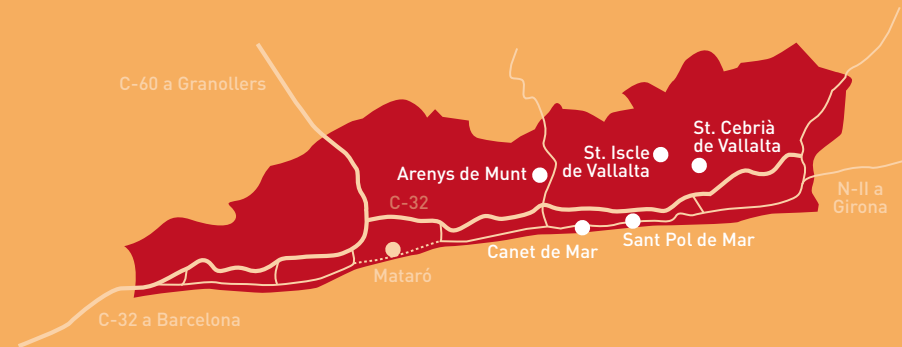 C-60 a Granollers
St. Cebrià
de Vallalta
St. Iscle
de Vallalta
Arenys de Munt
C-32
N-II a
Girona
Sant Pol de Mar
Canet de Mar
Mataró
C-32 a Barcelona